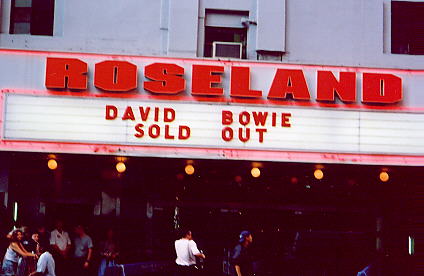 ROSELAND
DAVID BOWIE
SOLD OUT